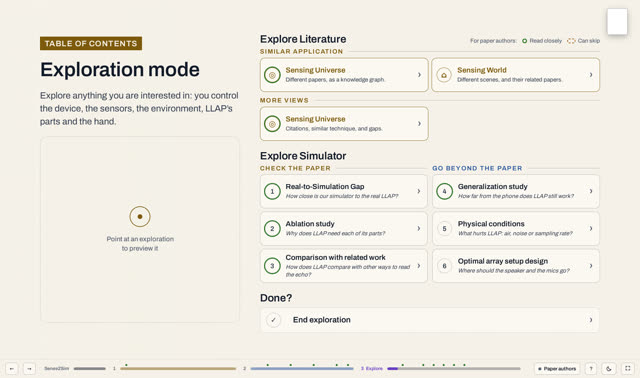 TABLE OF CONTENTS
Exploration mode
Explore anything you are interested in: you control
the device, the sensors, the environment, LLAP's
parts and the hand.
Point at an exploration
to preview it
Explore Literature
For paper authors: Read closely Can skip
SIMILAR APPLICATION
Sensing Universe
Different papers, as a knowledge graph.
Sensing World
Different scenes, and their related papers.
MORE VIEWS
Sensing Universe
Citations, similar technique, and gaps.
Explore Simulator
CHECK THE PAPER
1 Real-to-Simulation Gap
How close is our simulator to the real LLAP?
2 Ablation study
Why does LLAP need each of its parts?
3 Comparison with related work
How does LLAP compare with other ways to read
the echo?
GO BEYOND THE PAPER
4 Generalization study
How far from the phone does LLAP still work?
5 Physical conditions
What hurts LLAP: air, noise or sampling rate?
6 Optimal array setup design
Where should the speaker and the mics go?
Done?
✓ End exploration
← → Sense2Sim 1 2 3 Explore Paper authors ?